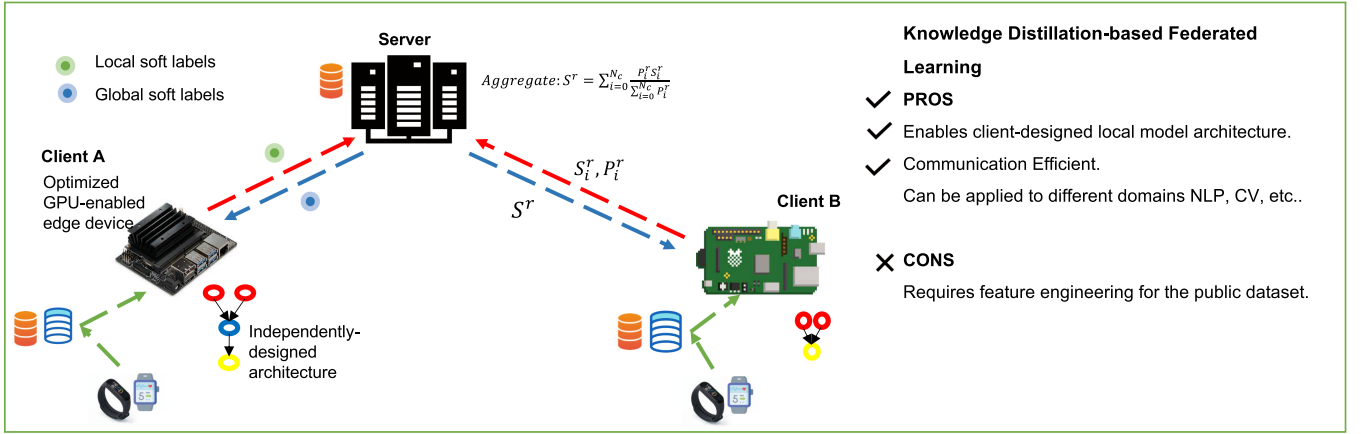 Server
Local soft labels
Global soft labels
Aggregate: S^r = \sum_{i=0}^{N_c} \frac{P_i^r S_i^r}{\sum_{i=0}^{N_c} P_i^r}
Client A
Optimized
GPU-enabled
edge device
S_i^r, P_i^r
S^r
Client B
Independently-
designed
architecture
Knowledge Distillation-based Federated
Learning
PROS
Enables client-designed local model architecture.
Communication Efficient.
Can be applied to different domains NLP, CV, etc..
CONS
Requires feature engineering for the public dataset.